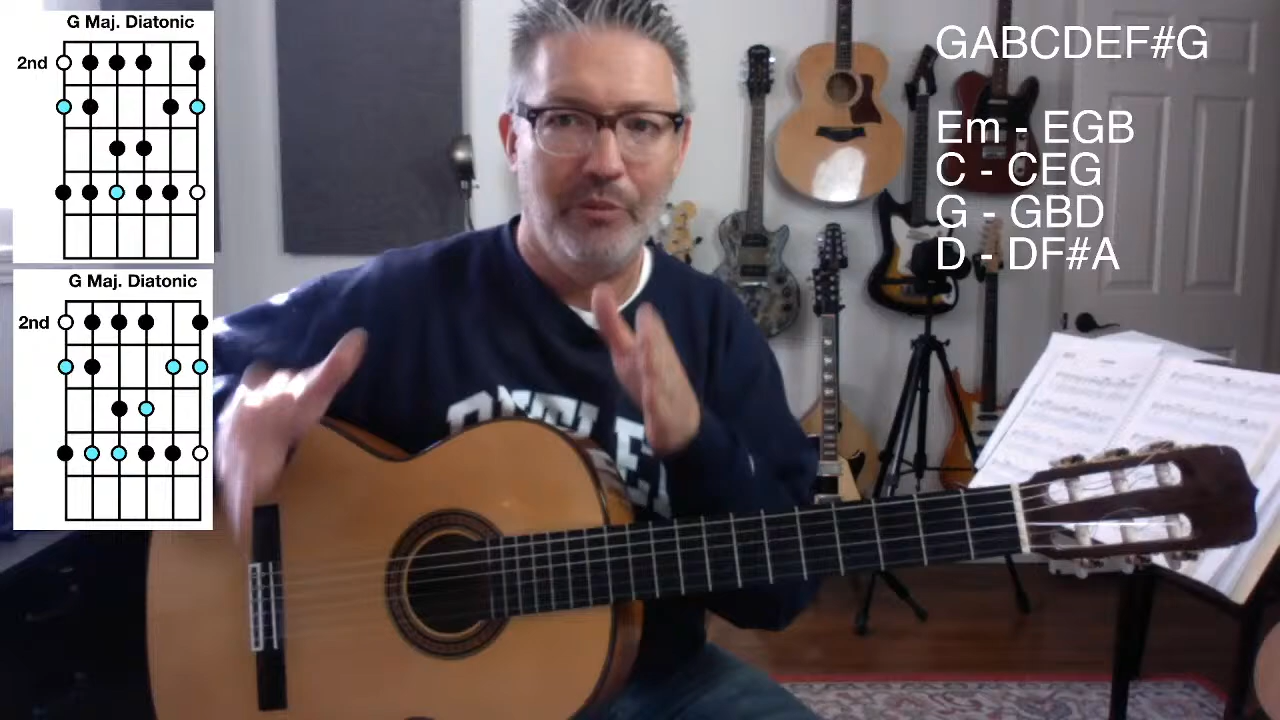 G Maj. Diatonic
2nd
G Maj. Diatonic
2nd
GABCDEF#G
Em - EGB
C - CEG
G - GBD
D - DF#A